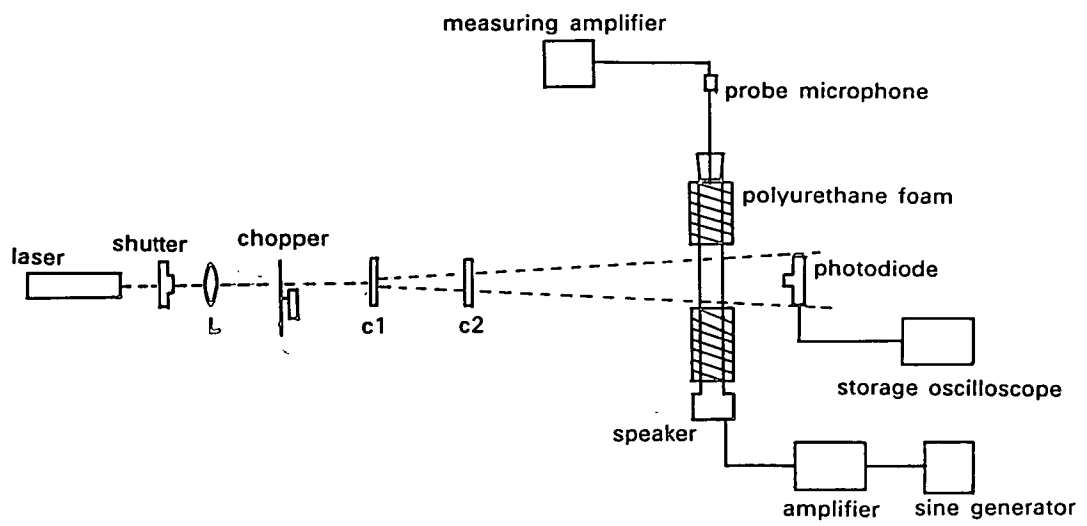 measuring amplifier
probe microphone
polyurethane foam
laser
shutter
chopper
photodiode
L
c1
c2
storage oscilloscope
speaker
amplifier
sine generator